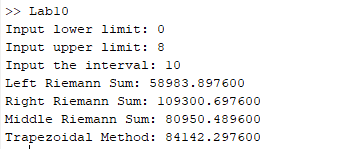 >> Lab10
Input lower limit: 0
Input upper limit: 8
Input the interval: 10
Left Riemann Sum: 58983.897600
Right Riemann Sum: 109300.697600
Middle Riemann Sum: 80950.489600
Trapezoidal Method: 84142.297600